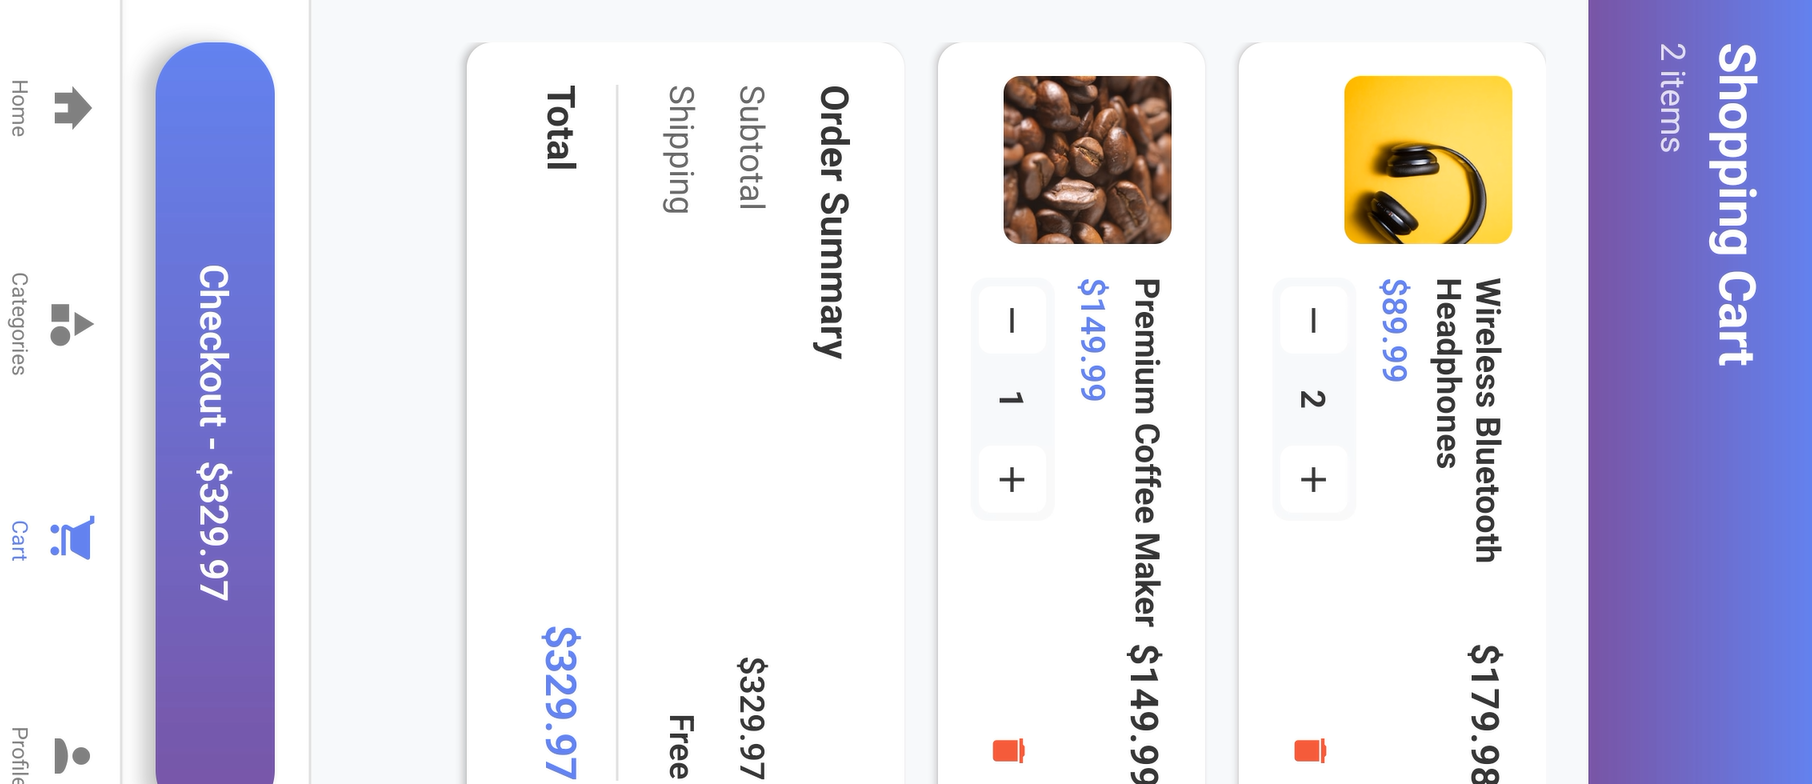 Shopping Cart
2 items
Wireless Bluetooth
Headphones
$179.98
$89.99
− 2 +
Premium Coffee Maker
$149.99
$149.99
− 1 +
Order Summary
Subtotal $329.97
Shipping Free
Total $329.97
Checkout - $329.97
Home
Categories
Cart
Profile